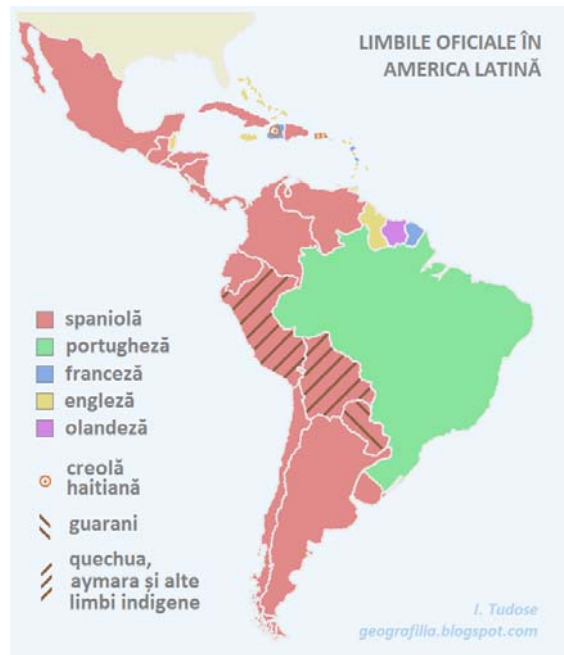 LIMBILE OFICIALE ÎN
AMERICA LATINĂ
spaniolă
portugheză
franceză
engleză
olandeză
creolă
haitiană
guarani
quechua,
aymara și alte
limbi indigene
I. Tudose
geografilia.blogspot.com